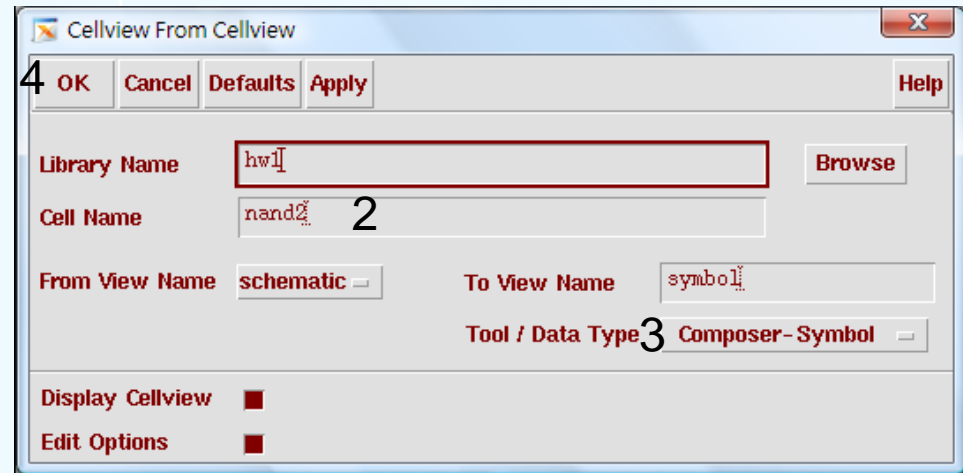 Cellview From Cellview
4 OK Cancel Defaults Apply Help
Library Name hw1 Browse
Cell Name nand2 2
From View Name schematic To View Name symbol
Tool / Data Type 3 Composer-Symbol
Display Cellview
Edit Options